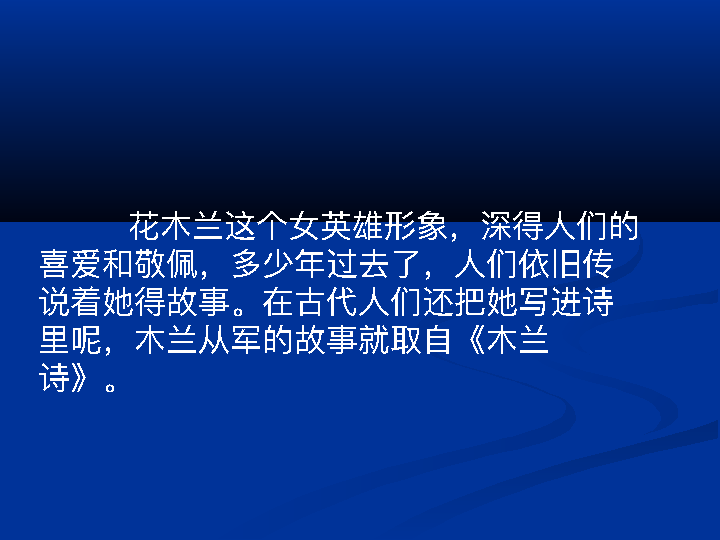 花木兰这个女英雄形象，深得人们的
喜爱和敬佩，多少年过去了，人们依旧传
说着她得故事。在古代人们还把她写进诗
里呢，木兰从军的故事就取自《木兰
诗》。